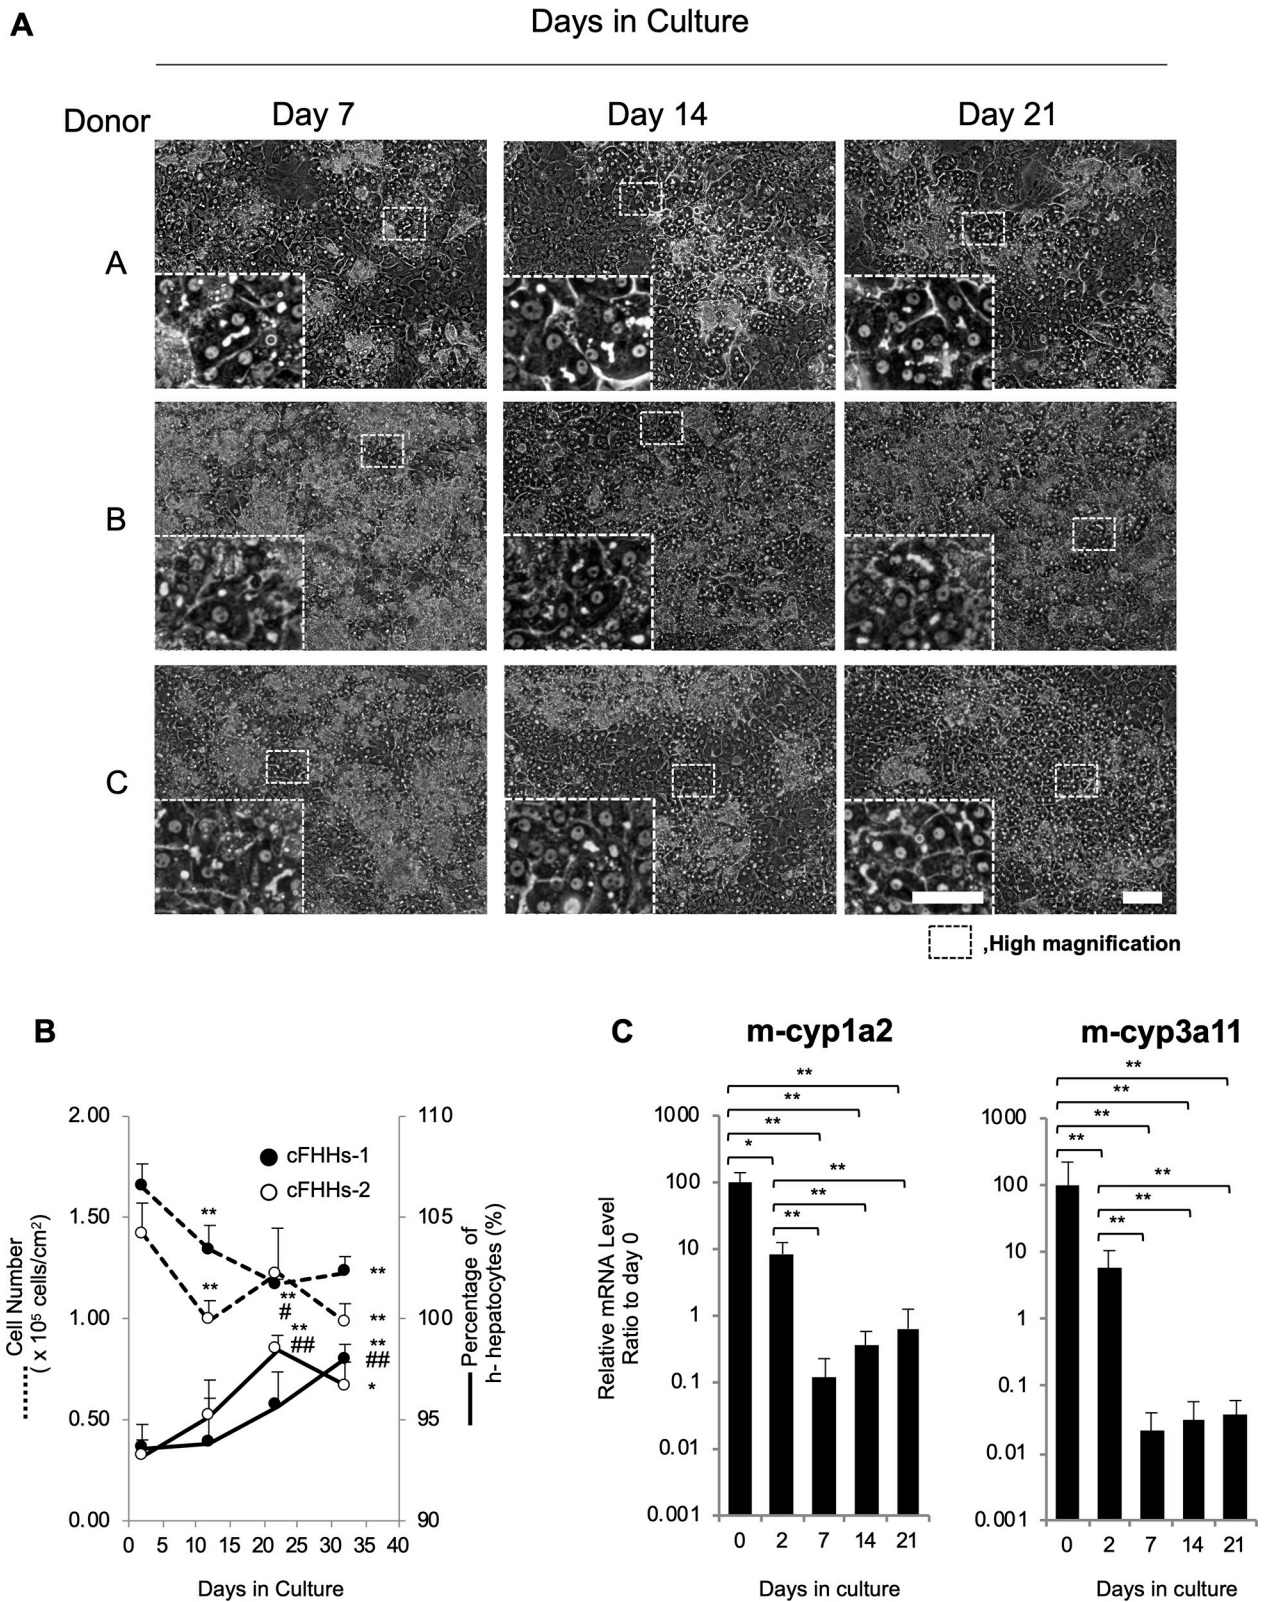 A
Days in Culture
Donor
Day 7
Day 14
Day 21
A
B
C
,High magnification
B
cFHHs-1
cFHHs-2
Cell Number
( x 10⁵ cells/cm²)
2.00
1.50
1.00
0.50
0.00
110
105
100
95
90
Percentage of
h- hepatocytes (%)
**
**
**
#
**
##
**
**
**
##
*
0 5 10 15 20 25 30 35 40
Days in Culture
C
m-cyp1a2
Relative mRNA Level
Ratio to day 0
1000
100
10
1
0.1
0.01
0.001
**
**
**
*
**
**
**
0 2 7 14 21
Days in culture
m-cyp3a11
1000
100
10
1
0.1
0.01
0.001
**
**
**
**
**
**
**
0 2 7 14 21
Days in culture